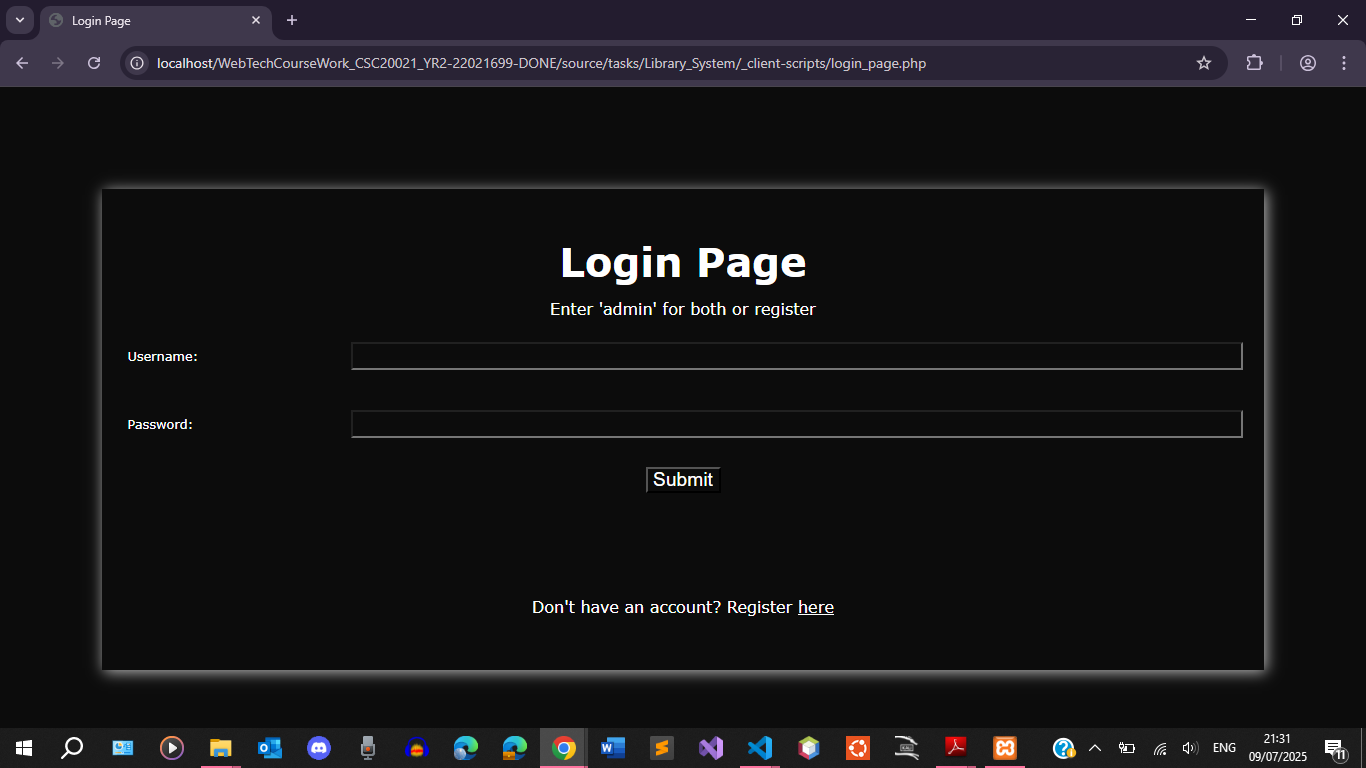 Login Page
localhost/WebTechCourseWork_CSC20021_YR2-22021699-DONE/source/tasks/Library_System/_client-scripts/login_page.php
Login Page
Enter 'admin' for both or register
Username:
Password:
Submit
Don't have an account? Register here
ENG
21:31
09/07/2025
11